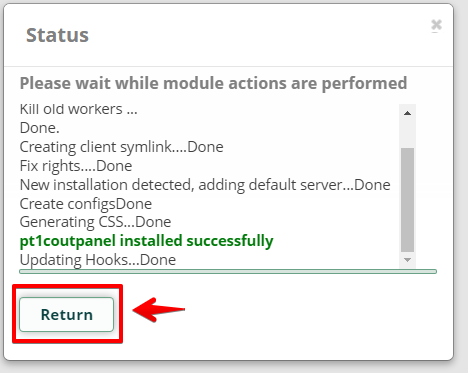 Status
Please wait while module actions are performed
Kill old workers ...
Done.
Creating client symlink....Done
Fix rights....Done
New installation detected, adding default server...Done
Create configsDone
Generating CSS...Done
pt1coutpanel installed successfully
Updating Hooks...Done
Return